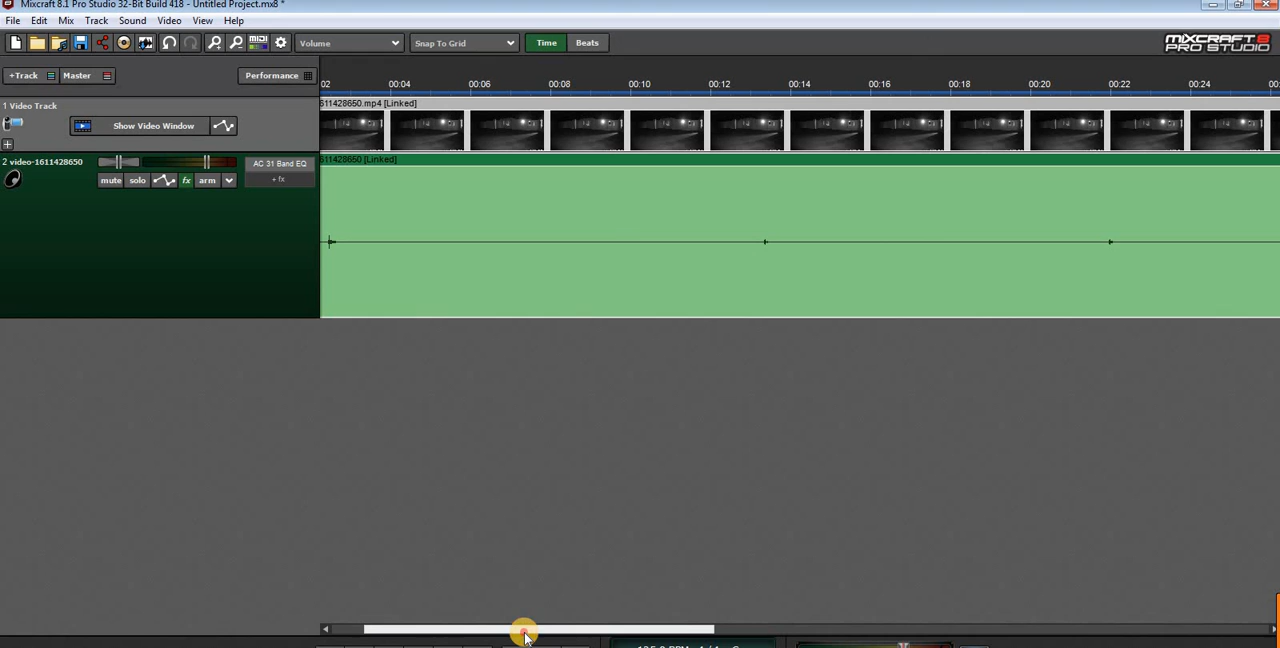 Mixcraft 8.1 Pro Studio 32-Bit Build 418 - Untitled Project.mx8 *
File Edit Mix Track Sound Video View Help
Volume Snap To Grid Time Beats MIXCRAFT 8 PRO STUDIO
+Track Master Performance
02 00:04 00:06 00:08 00:10 00:12 00:14 00:16 00:18 00:20 00:22 00:24
1 Video Track 611428650.mp4 [Linked]
Show Video Window
2 video-1611428650 AC 31 Band EQ 611428650 [Linked]
mute solo fx arm + fx